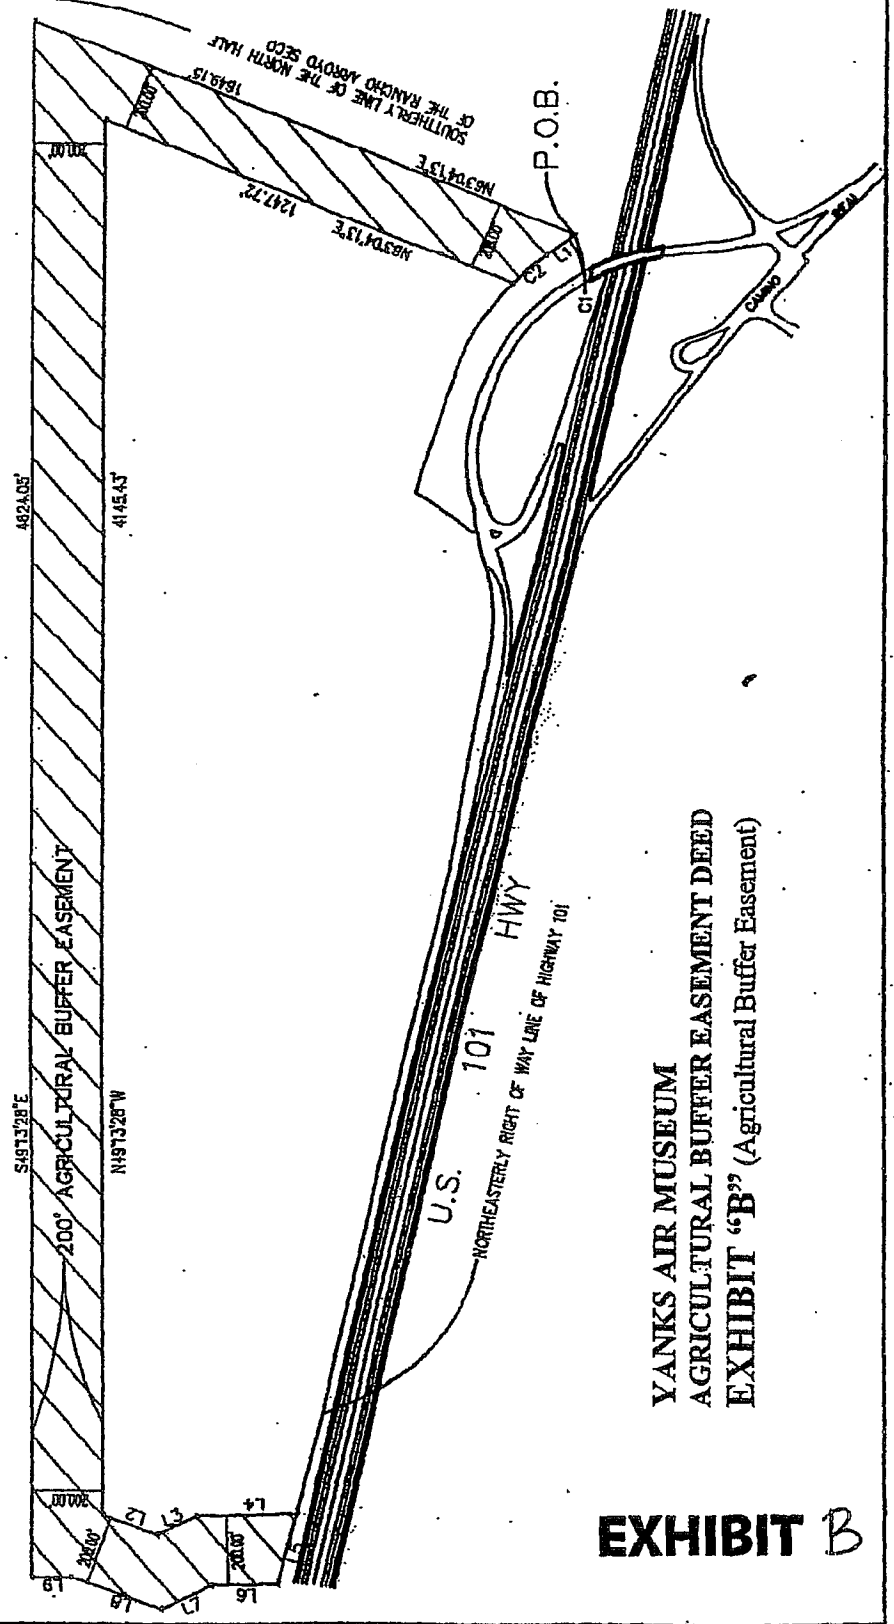 SOUTHERLY LINE OF THE NORTH HALF
OF THE RANCHO ARROYO SECO
1649.15'
N63°04'13"E
200.00'
200.00'
1247.72'
N63°04'13"E
200.00'
P.O.B.
L1
C2
C1
CAMINO
REAL
4624.05'
4145.43'
S49°13'28"E
200' AGRICULTURAL BUFFER EASEMENT
N49°13'28"W
U.S. 101 HWY
NORTHEASTERLY RIGHT OF WAY LINE OF HIGHWAY 101
200.00'
200.00'
200.00'
L2
L3
L4
L5
L6
L7
L8
L9
YANKS AIR MUSEUM
AGRICULTURAL BUFFER EASEMENT DEED
EXHIBIT “B” (Agricultural Buffer Easement)
EXHIBIT B